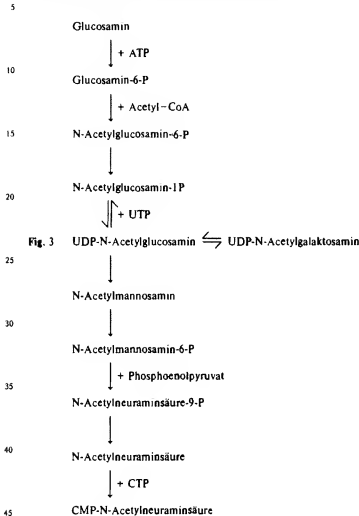 5
Glucosamin
+ ATP
10
Glucosamin-6-P
+ Acetyl-CoA
15
N-Acetylglucosamin-6-P
N-Acetylglucosamin-1P
20
+ UTP
Fig. 3 UDP-N-Acetylglucosamin UDP-N-Acetylgalaktosamin
25
N-Acetylmannosamin
30
N-Acetylmannosamin-6-P
+ Phosphoenolpyruvat
35
N-Acetylneuraminsäure-9-P
40
N-Acetylneuraminsäure
+ CTP
45 CMP-N-Acetylneuraminsäure